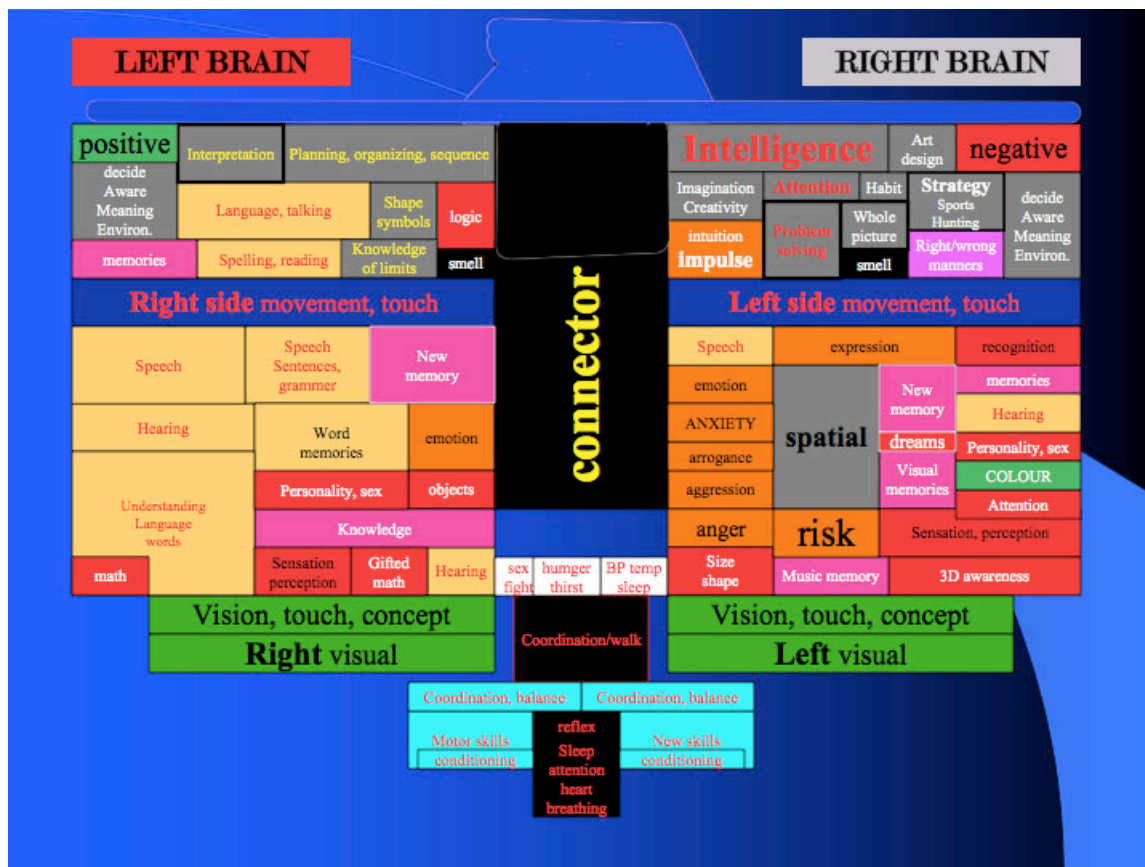 LEFT BRAIN
RIGHT BRAIN
positive
Interpretation
Planning, organizing, sequence
decide
Aware
Meaning
Environ.
Language, talking
Shape
symbols
logic
memories
Spelling, reading
Knowledge
of limits
smell
Right side movement, touch
Speech
Speech
Sentences,
grammer
New
memory
Hearing
Word
memories
emotion
Understanding
Language
words
Personality, sex
objects
Knowledge
math
Sensation
perception
Gifted
math
Hearing
Vision, touch, concept
Right visual
connector
sex
fight
humger
thirst
BP temp
sleep
Coordination/walk
Intelligence
Art
design
negative
Imagination
Creativity
Attention
Habit
Strategy
Sports
Hunting
decide
Aware
Meaning
Environ.
intuition
impulse
Problem
solving
Whole
picture
smell
Right/wrong
manners
Left side movement, touch
Speech
expression
recognition
emotion
spatial
New
memory
memories
Hearing
ANXIETY
dreams
Personality, sex
arrogance
Visual
memories
COLOUR
aggression
Attention
anger
risk
Sensation, perception
Size
shape
Music memory
3D awareness
Vision, touch, concept
Left visual
Coordination, balance
Coordination, balance
Motor skills
conditioning
reflex
Sleep
attention
heart
breathing
New skills
conditioning